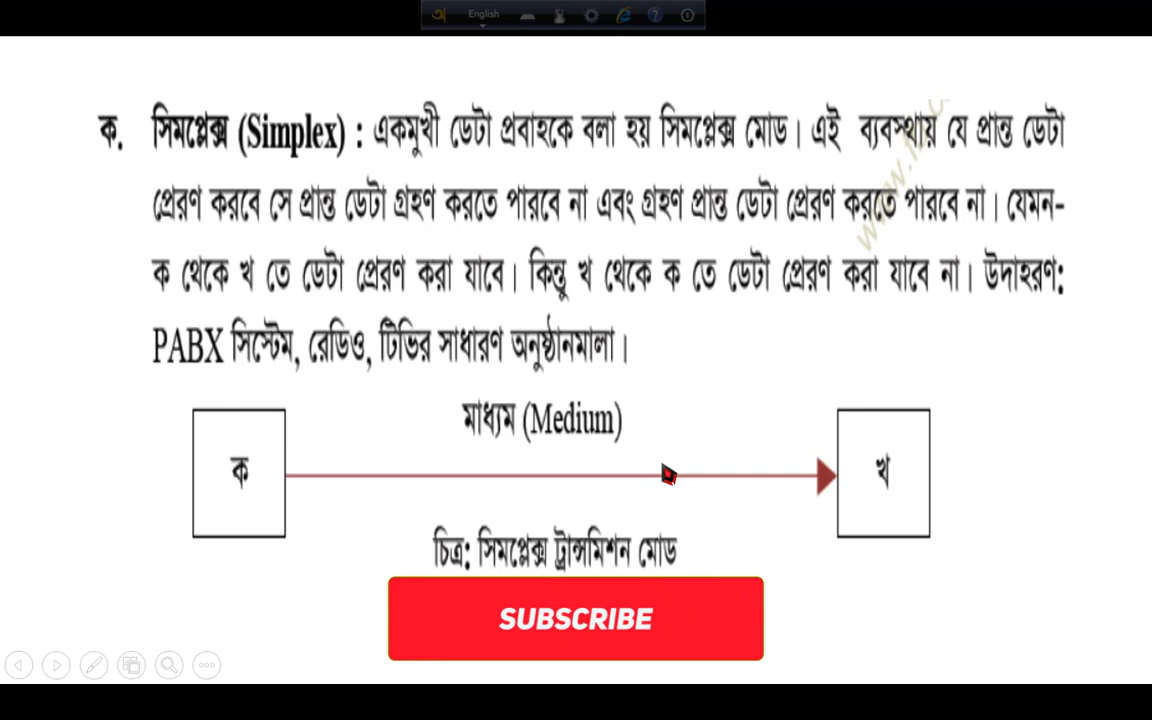 English
ক. সিমপ্লেক্স (Simplex) : একমুখী ডেটা প্রবাহকে বলা হয় সিমপ্লেক্স মোড। এই ব্যবস্থায় যে প্রান্ত ডেটা
প্রেরণ করবে সে প্রান্ত ডেটা গ্রহণ করতে পারবে না এবং গ্রহণ প্রান্ত ডেটা প্রেরণ করতে পারবে না। যেমন-
ক থেকে খ তে ডেটা প্রেরণ করা যাবে। কিন্তু খ থেকে ক তে ডেটা প্রেরণ করা যাবে না। উদাহরণ:
PABX সিস্টেম, রেডিও, টিভির সাধারণ অনুষ্ঠানমালা।
মাধ্যম (Medium)
ক
খ
চিত্র: সিমপ্লেক্স ট্রান্সমিশন মোড
SUBSCRIBE